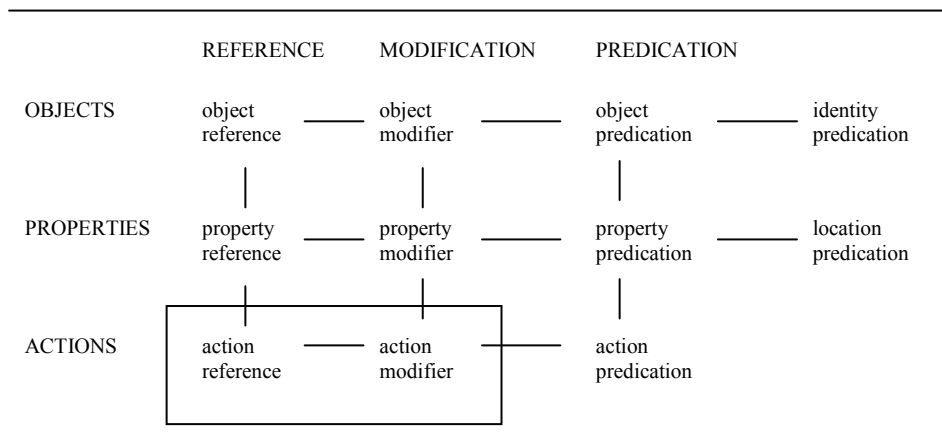 REFERENCE MODIFICATION PREDICATION
OBJECTS object object object identity
reference modifier predication predication
PROPERTIES property property property location
reference modifier predication predication
ACTIONS action action action
reference modifier predication